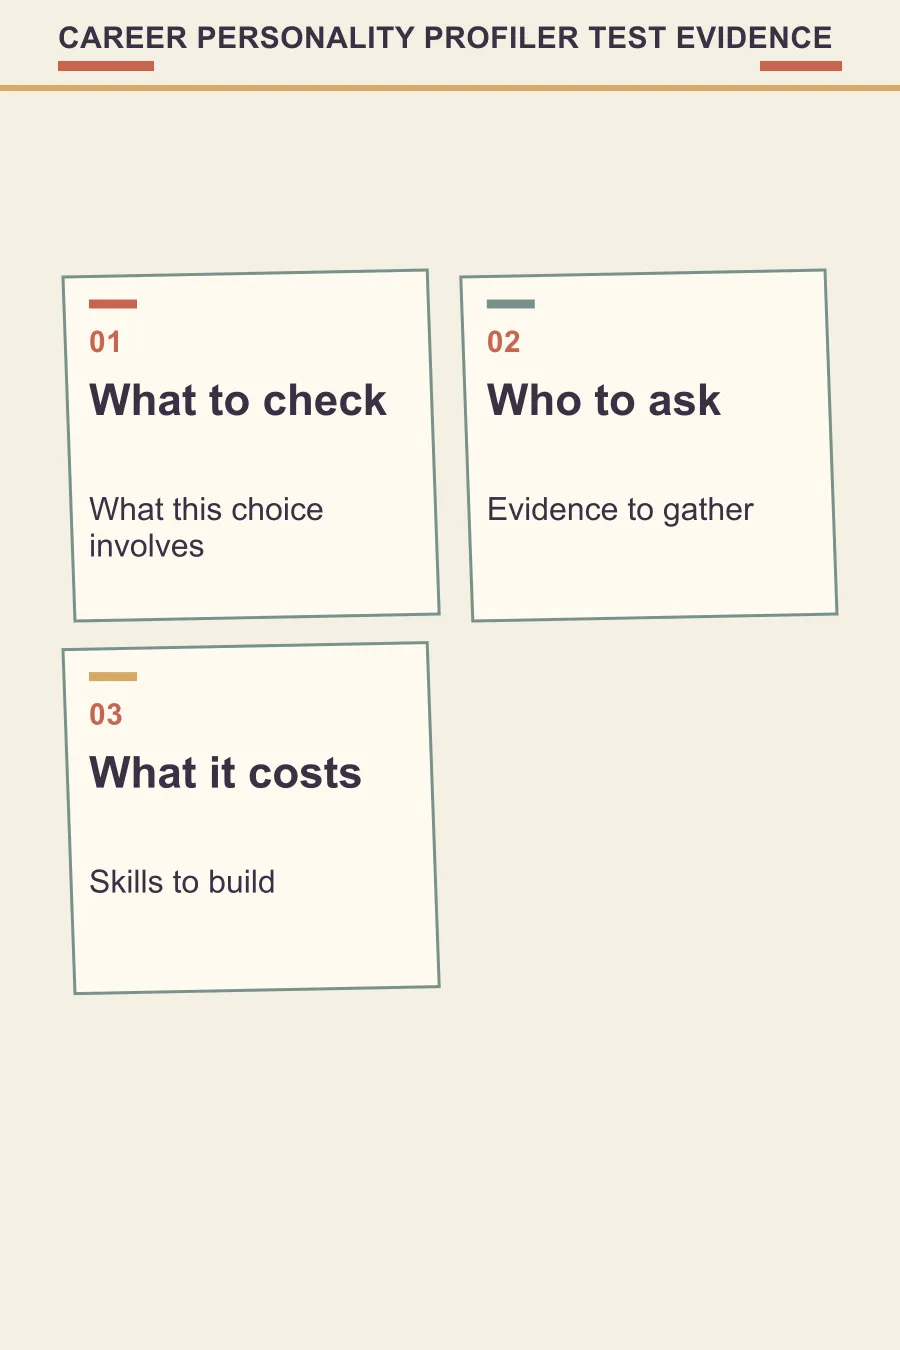 CAREER PERSONALITY PROFILER TEST EVIDENCE
01
What to check
What this choice
involves
02
Who to ask
Evidence to gather
03
What it costs
Skills to build